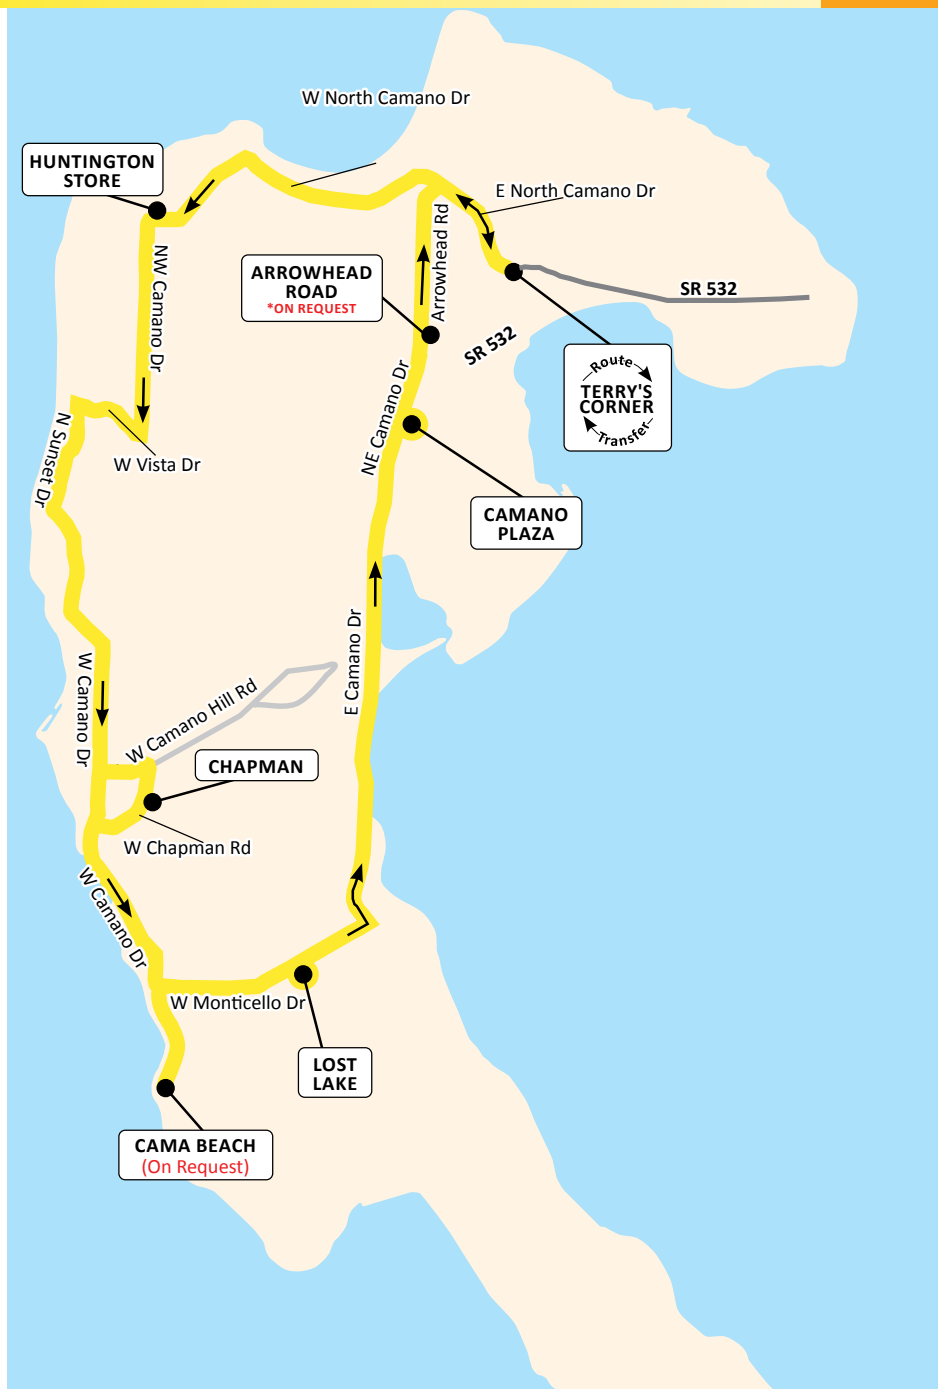 W North Camano Dr
HUNTINGTON
STORE
E North Camano Dr
NW Camano Dr
Arrowhead Rd
ARROWHEAD
ROAD
*ON REQUEST
SR 532
SR 532
Route
TERRY'S
CORNER
Transfer
NE Camano Dr
N Sunset Dr
W Vista Dr
CAMANO
PLAZA
E Camano Dr
W Camano Dr
W Camano Hill Rd
CHAPMAN
W Chapman Rd
W Camano Dr
W Monticello Dr
LOST
LAKE
CAMA BEACH
(On Request)